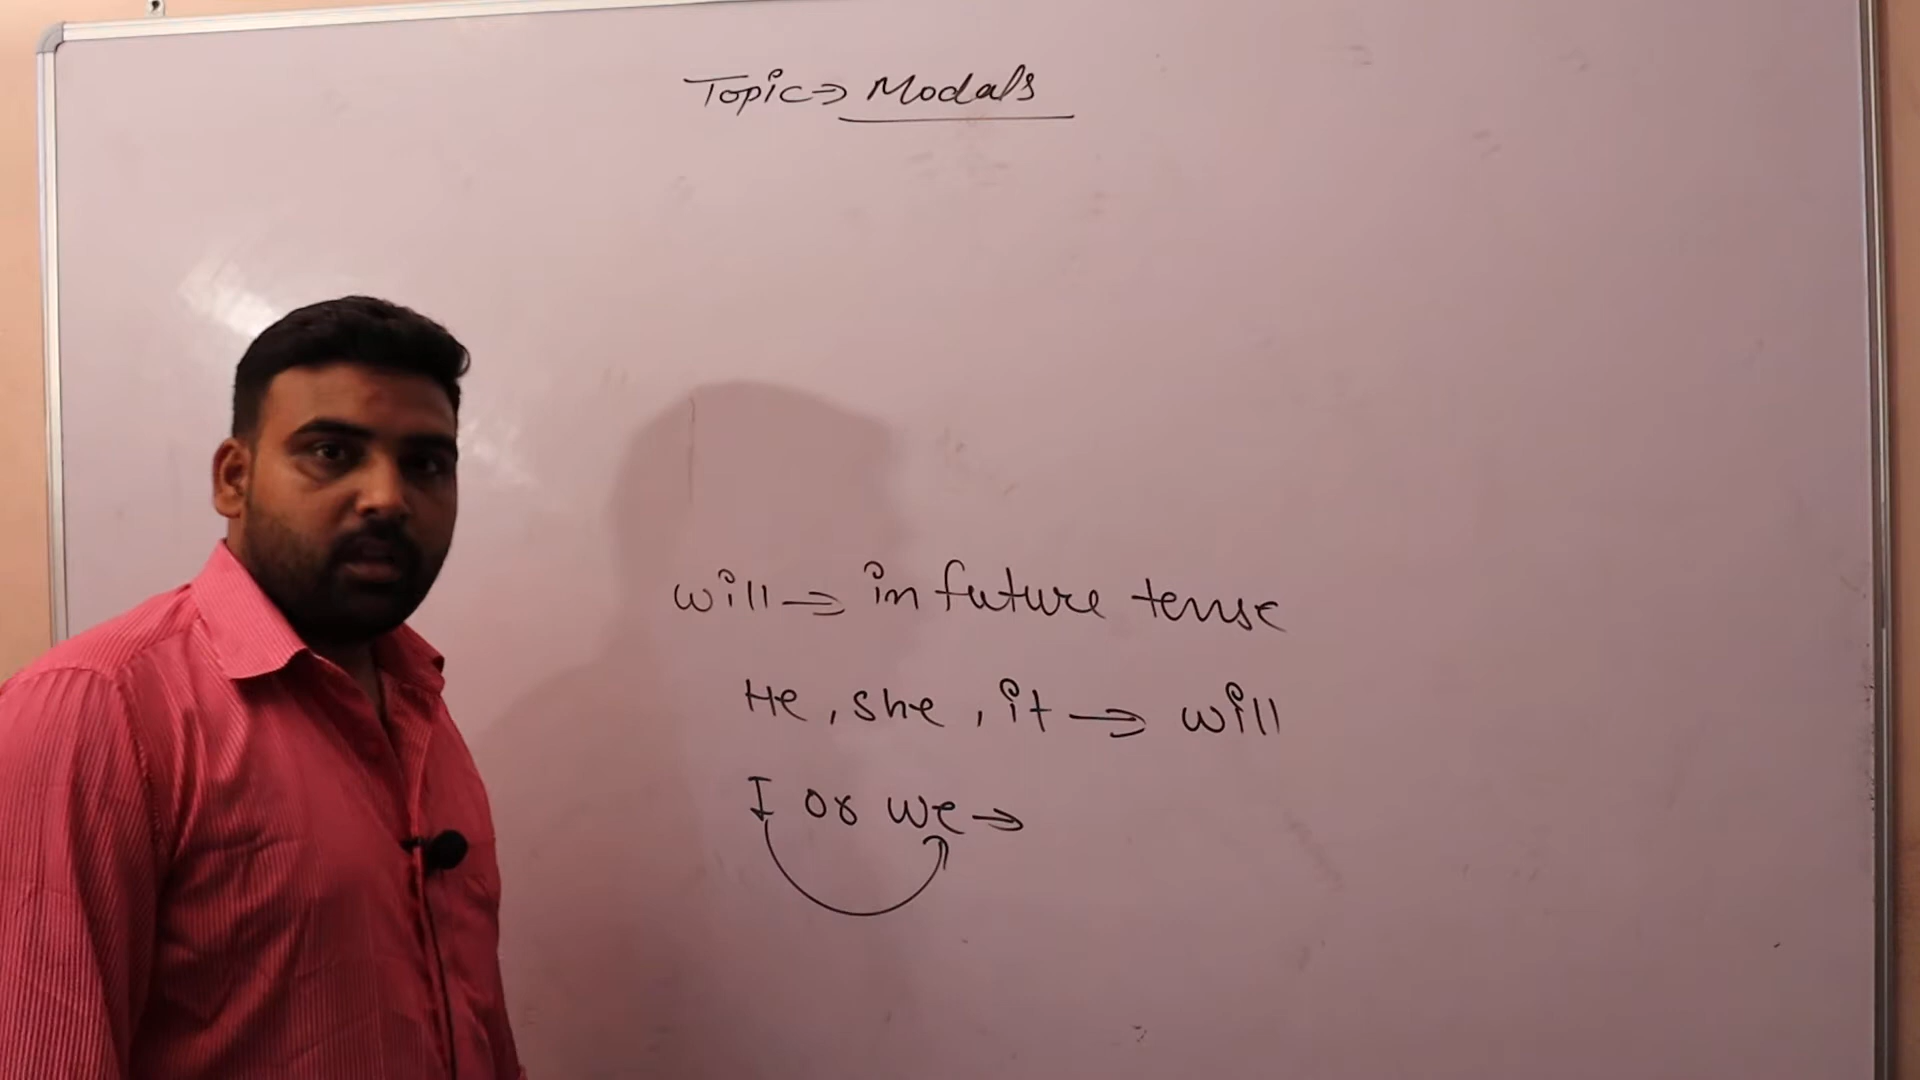 Topic → Modals
will → in future tense
He, she, it → will
I or we →